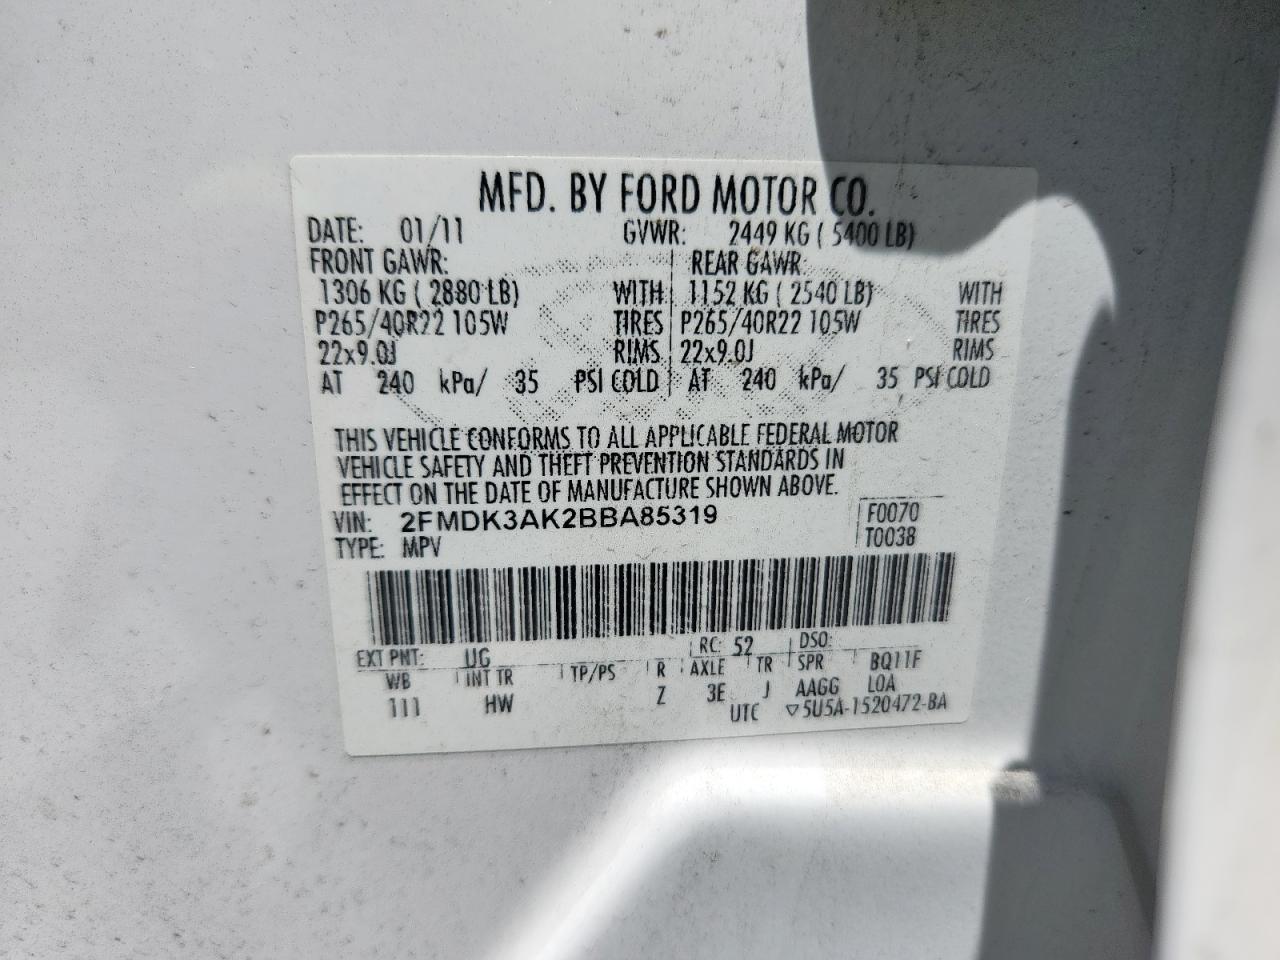 MFD. BY FORD MOTOR CO.
DATE: 01/11 GVWR: 2449 KG ( 5400 LB)
FRONT GAWR: REAR GAWR:
1306 KG ( 2880 LB) WITH 1152 KG ( 2540 LB) WITH
P265/40R22 105W TIRES P265/40R22 105W TIRES
22x9.0J RIMS 22x9.0J RIMS
AT 240 kPa/ 35 PSI COLD AT 240 kPa/ 35 PSI COLD
THIS VEHICLE CONFORMS TO ALL APPLICABLE FEDERAL MOTOR
VEHICLE SAFETY AND THEFT PREVENTION STANDARDS IN
EFFECT ON THE DATE OF MANUFACTURE SHOWN ABOVE.
VIN: 2FMDK3AK2BBA85319 F0070
TYPE: MPV T0038
EXT PNT: UG RC: 52 DSO:
WB INT TR TP/PS R AXLE TR SPR BQ11F
111 HW Z 3E J AAGG LOA
UTC ▽5U5A-1520472-BA